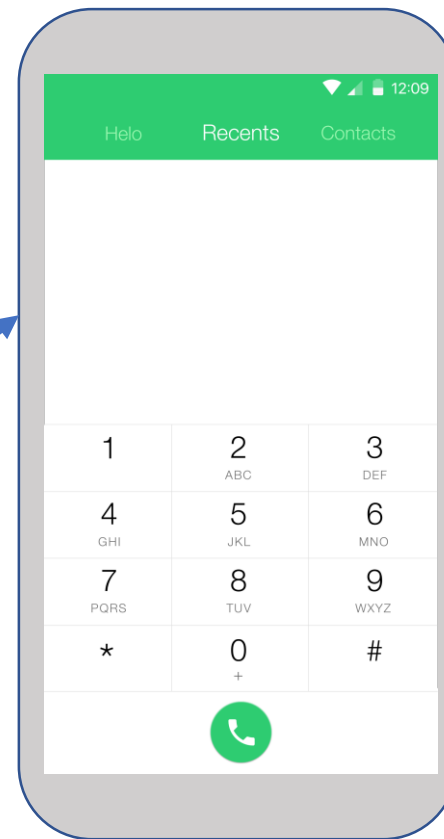 12:09
Helo Recents Contacts
1 2 3
ABC DEF
4 5 6
GHI JKL MNO
7 8 9
PQRS TUV WXYZ
* 0 #
+